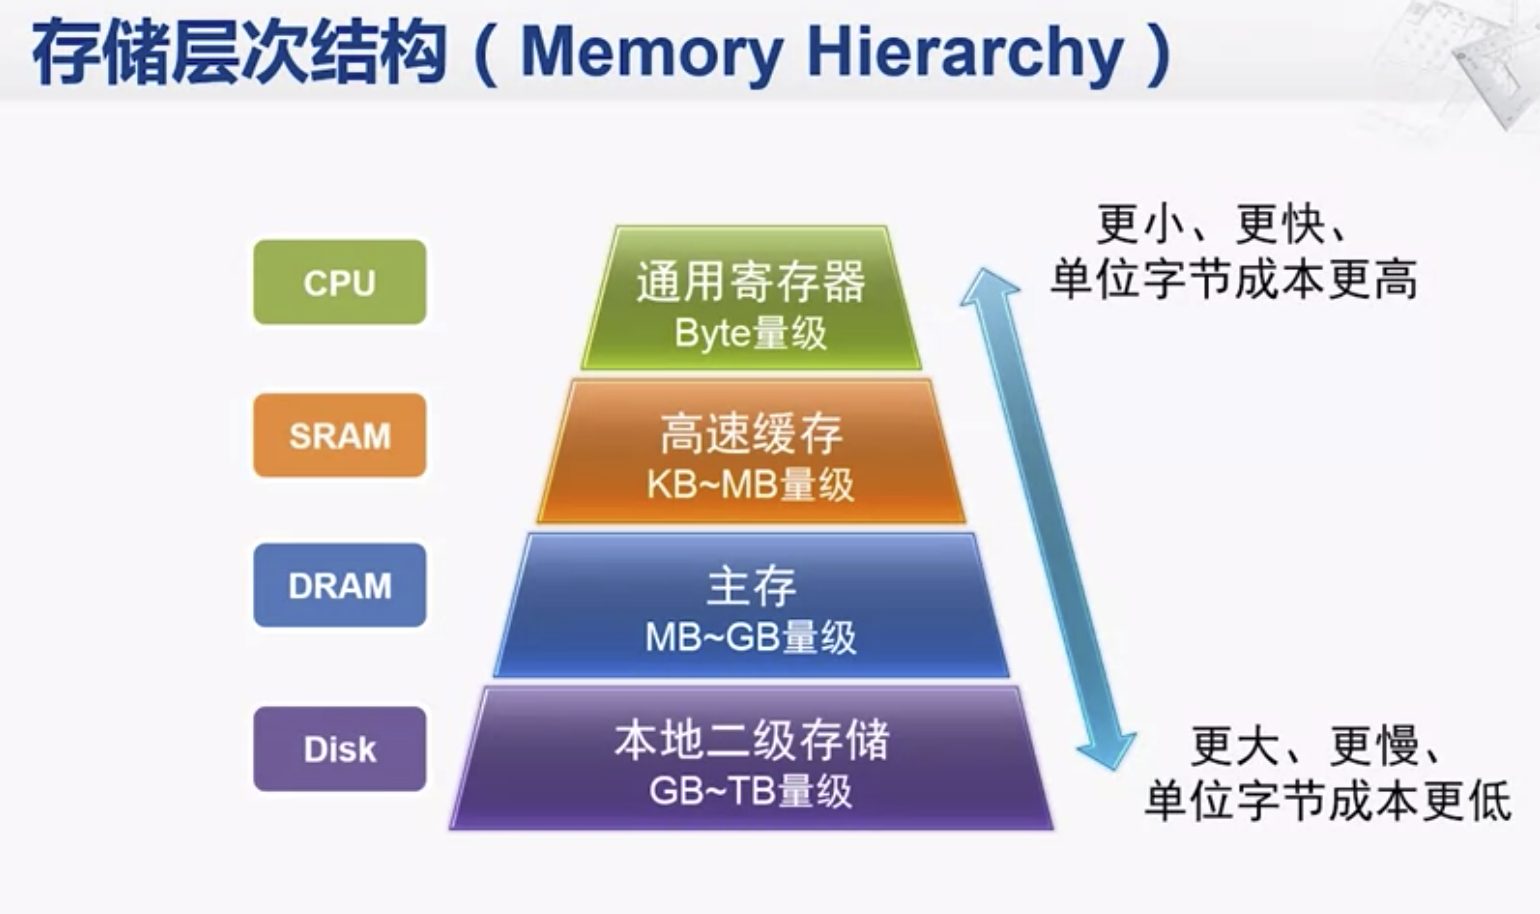 存储层次结构（Memory Hierarchy）
更小、更快、
单位字节成本更高
CPU
通用寄存器
Byte量级
SRAM
高速缓存
KB~MB量级
DRAM
主存
MB~GB量级
Disk
本地二级存储
GB~TB量级
更大、更慢、
单位字节成本更低